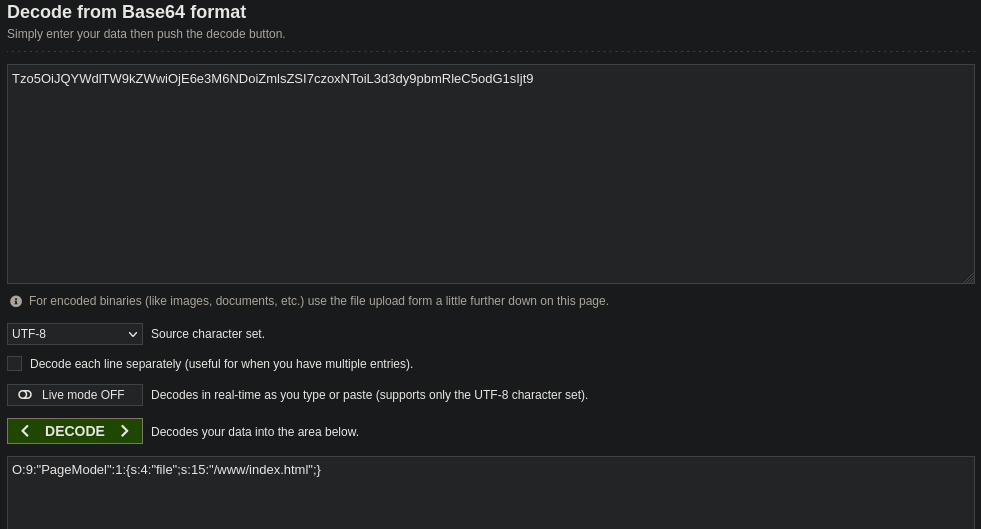 Decode from Base64 format
Simply enter your data then push the decode button.
Tzo5OiJQYWdlTW9kZWwiOjE6e3M6NDoiZmlsZSI7czoxNToiL3d3dy9pbmRleC5odG1sIjt9
For encoded binaries (like images, documents, etc.) use the file upload form a little further down on this page.
UTF-8 Source character set.
Decode each line separately (useful for when you have multiple entries).
Live mode OFF Decodes in real-time as you type or paste (supports only the UTF-8 character set).
< DECODE > Decodes your data into the area below.
O:9:"PageModel":1:{s:4:"file";s:15:"/www/index.html";}